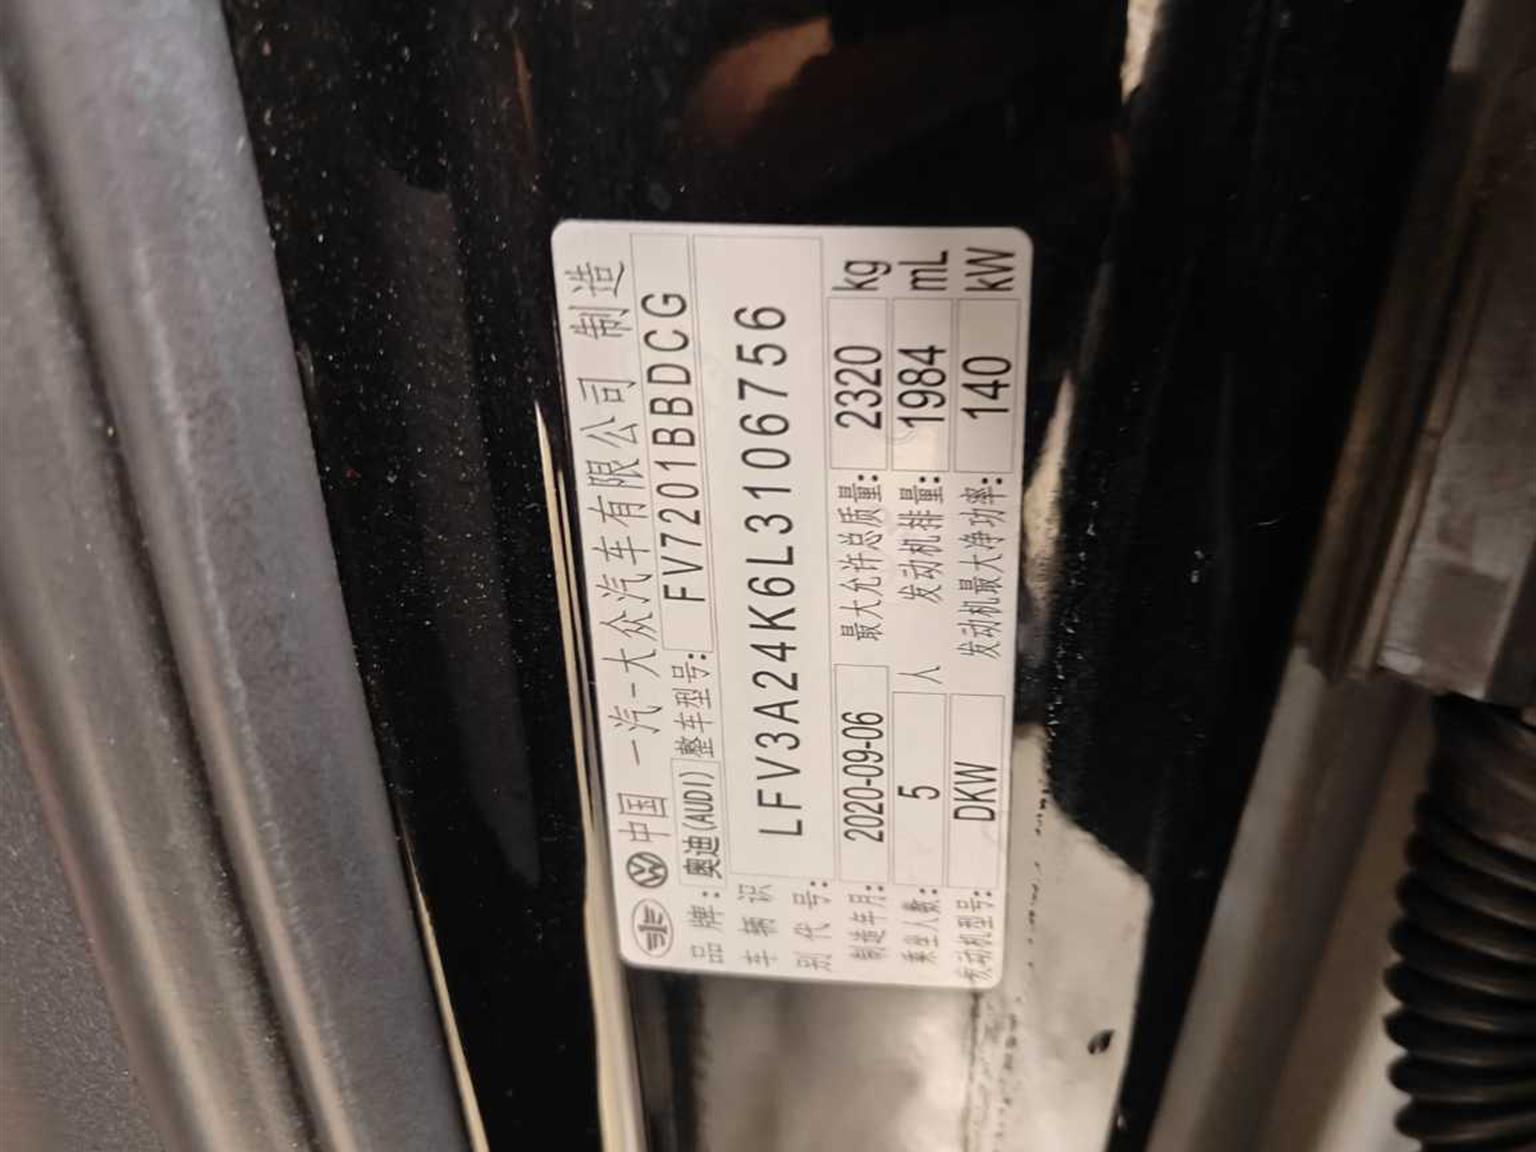 中国 一汽-大众汽车有限公司 制造
品牌: 奥迪(AUDI) 整车型号: FV7201BBDCG
车辆识别代号: LFV3A24K6L3106756
制造年月: 2020-09-06 最大允许总质量: 2320 kg
乘坐人数: 5 人 发动机排量: 1984 mL
发动机型号: DKW 发动机最大净功率: 140 kW